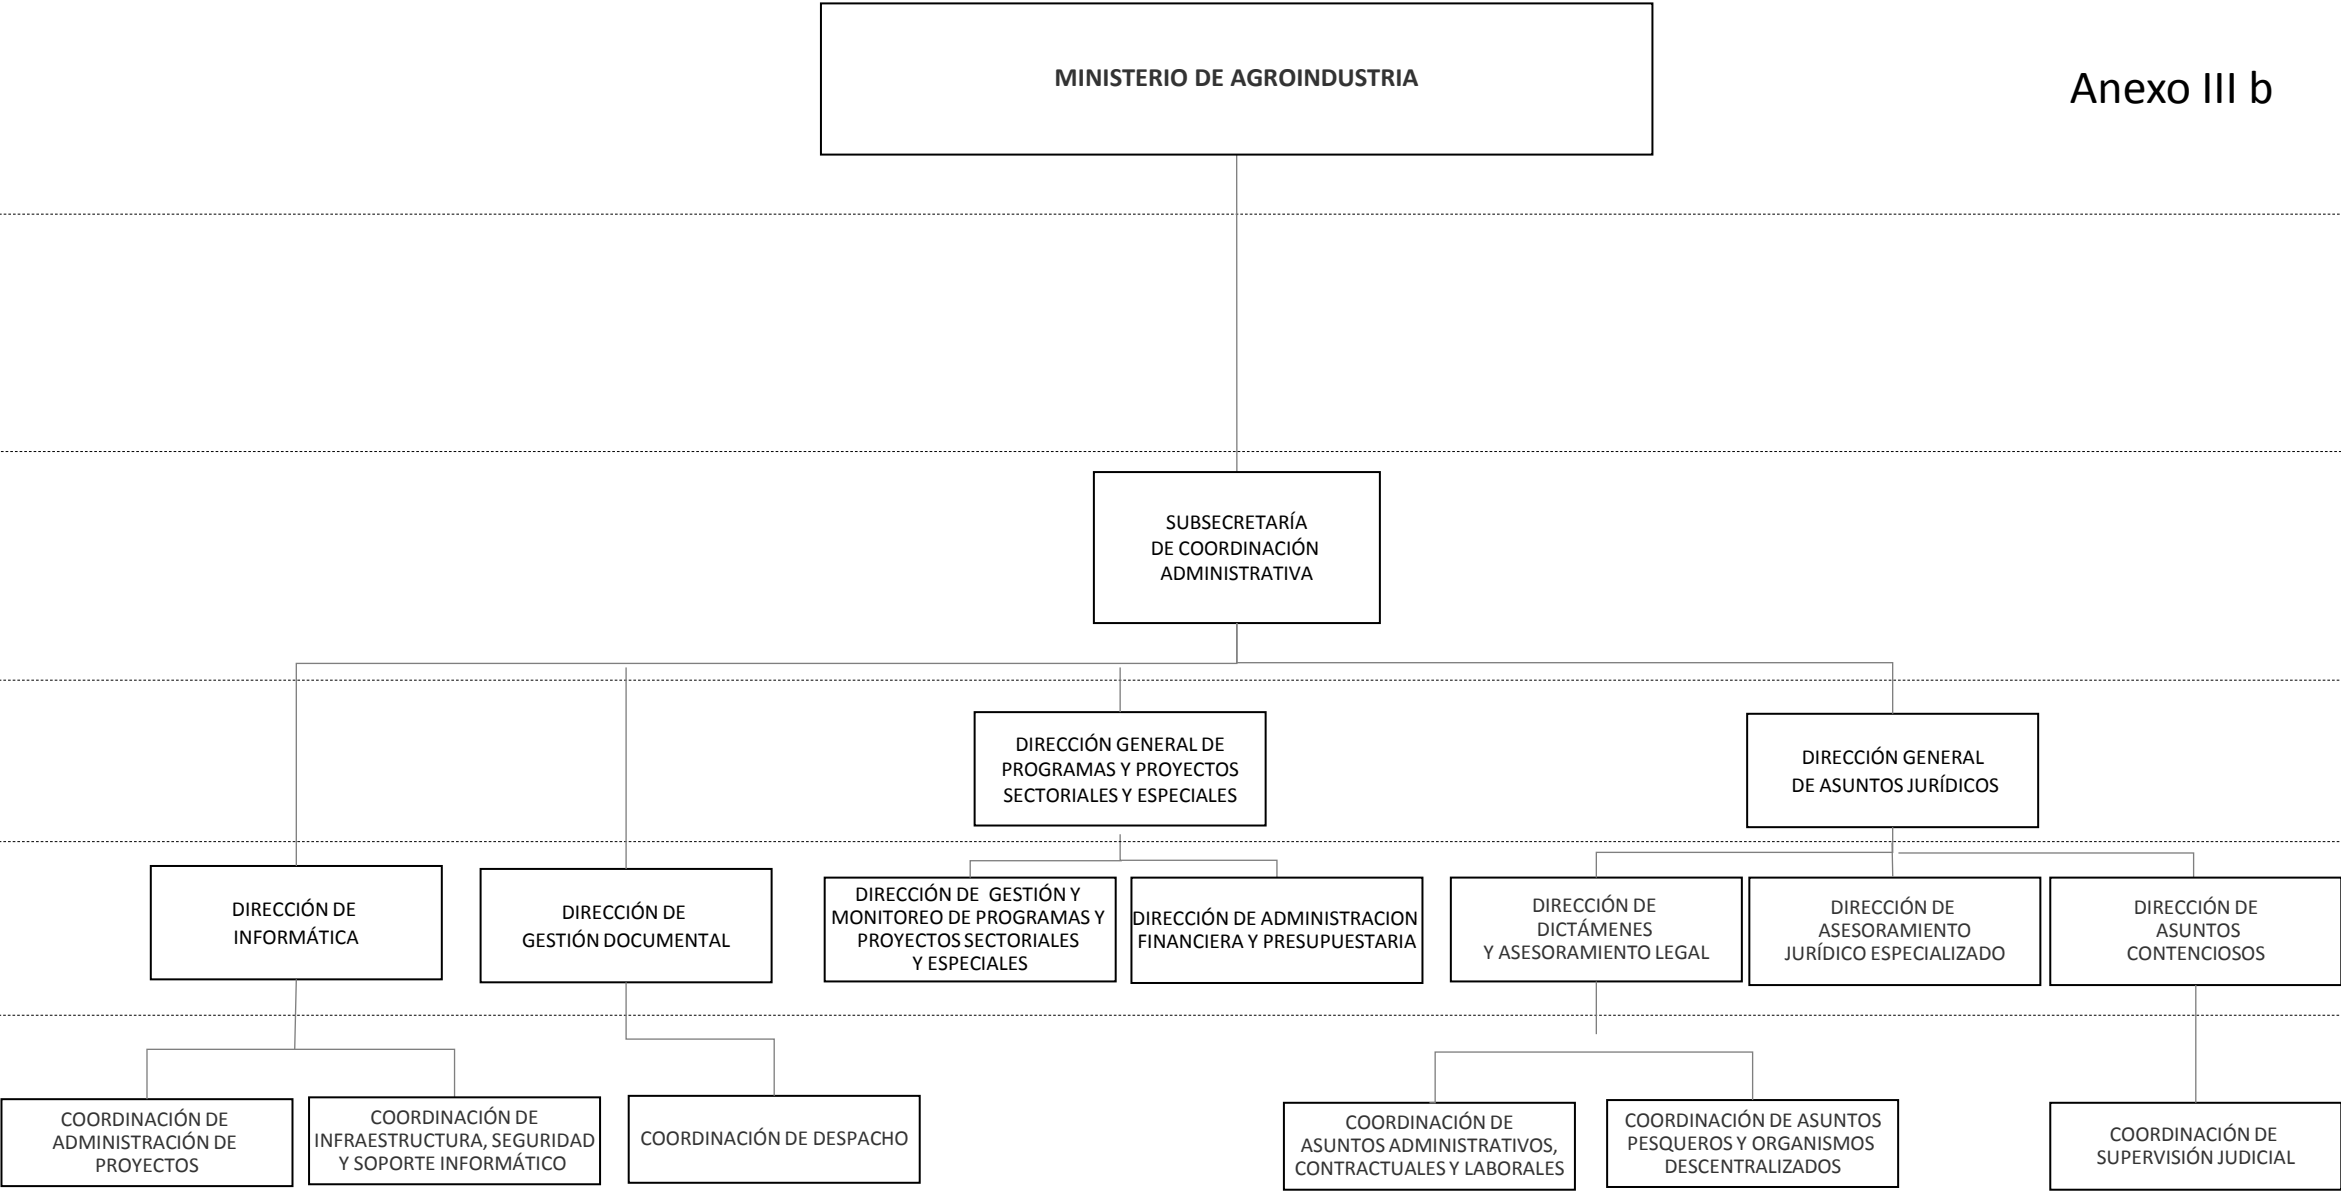 MINISTERIO DE AGROINDUSTRIA
Anexo III b
SUBSECRETARÍA
DE COORDINACIÓN
ADMINISTRATIVA
DIRECCIÓN GENERAL DE
PROGRAMAS Y PROYECTOS
SECTORIALES Y ESPECIALES
DIRECCIÓN GENERAL
DE ASUNTOS JURÍDICOS
DIRECCIÓN DE
INFORMÁTICA
DIRECCIÓN DE
GESTIÓN DOCUMENTAL
DIRECCIÓN DE GESTIÓN Y
MONITOREO DE PROGRAMAS Y
PROYECTOS SECTORIALES
Y ESPECIALES
DIRECCIÓN DE ADMINISTRACION
FINANCIERA Y PRESUPUESTARIA
DIRECCIÓN DE
DICTÁMENES
Y ASESORAMIENTO LEGAL
DIRECCIÓN DE
ASESORAMIENTO
JURÍDICO ESPECIALIZADO
DIRECCIÓN DE
ASUNTOS
CONTENCIOSOS
COORDINACIÓN DE
ADMINISTRACIÓN DE
PROYECTOS
COORDINACIÓN DE
INFRAESTRUCTURA, SEGURIDAD
Y SOPORTE INFORMÁTICO
COORDINACIÓN DE DESPACHO
COORDINACIÓN DE
ASUNTOS ADMINISTRATIVOS,
CONTRACTUALES Y LABORALES
COORDINACIÓN DE ASUNTOS
PESQUEROS Y ORGANISMOS
DESCENTRALIZADOS
COORDINACIÓN DE
SUPERVISIÓN JUDICIAL